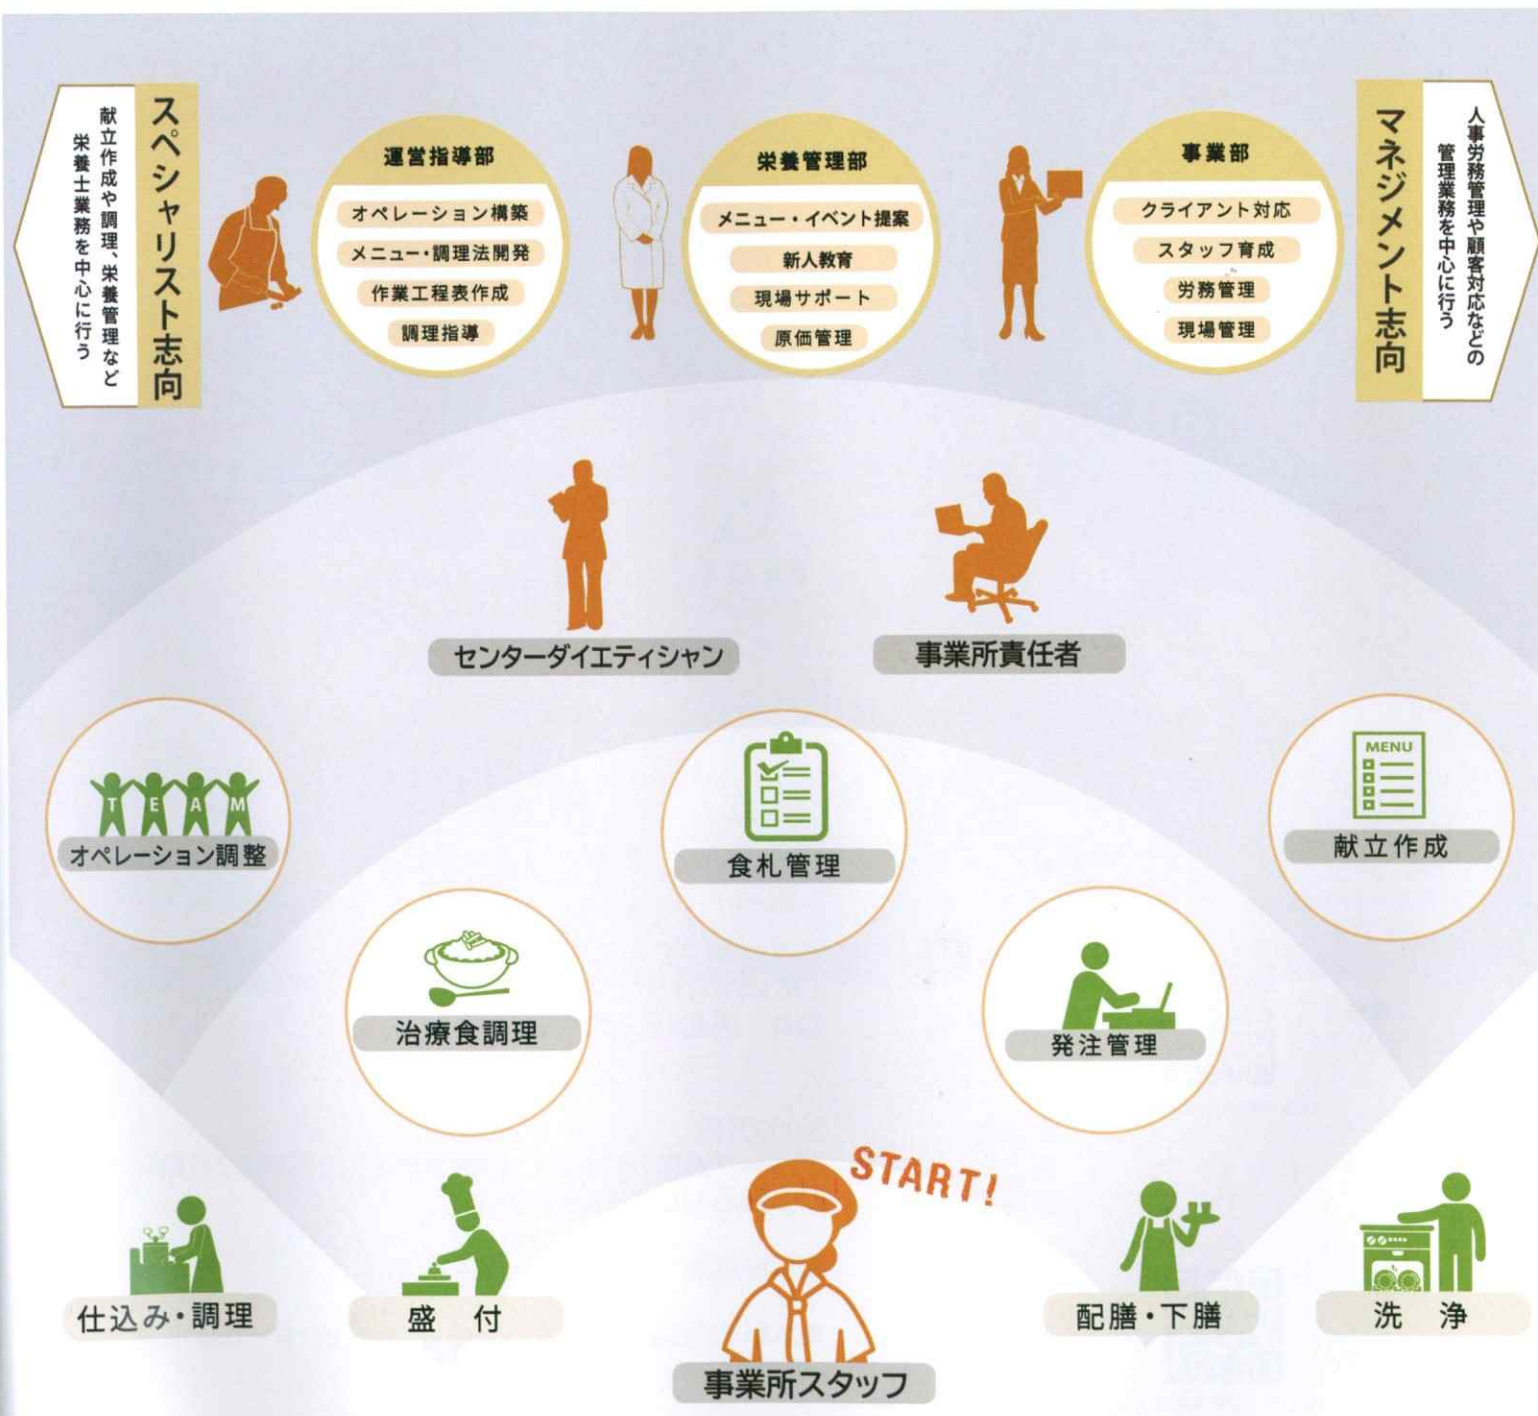 スペシャリスト志向
献立作成や調理、栄養管理など
栄養士業務を中心に行う
運営指導部
オペレーション構築
メニュー・調理法開発
作業工程表作成
調理指導
栄養管理部
メニュー・イベント提案
新人教育
現場サポート
原価管理
事業部
クライアント対応
スタッフ育成
労務管理
現場管理
マネジメント志向
人事労務管理や顧客対応などの
管理業務を中心に行う
センターダイエティシャン
事業所責任者
TEAM
オペレーション調整
食札管理
MENU
献立作成
治療食調理
発注管理
START!
仕込み・調理
盛 付
事業所スタッフ
配膳・下膳
洗 浄